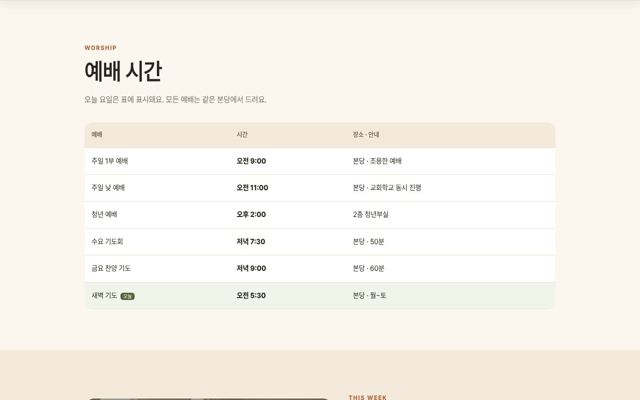 WORSHIP
예배 시간
오늘 요일은 표에 표시돼요. 모든 예배는 같은 본당에서 드려요.
예배 시간 장소 · 안내
주일 1부 예배 오전 9:00 본당 · 조용한 예배
주일 낮 예배 오전 11:00 본당 · 교회학교 동시 진행
청년 예배 오후 2:00 2층 청년부실
수요 기도회 저녁 7:30 본당 · 50분
금요 찬양 기도 저녁 9:00 본당 · 60분
새벽 기도 오늘 오전 5:30 본당 · 월–토
THIS WEEK